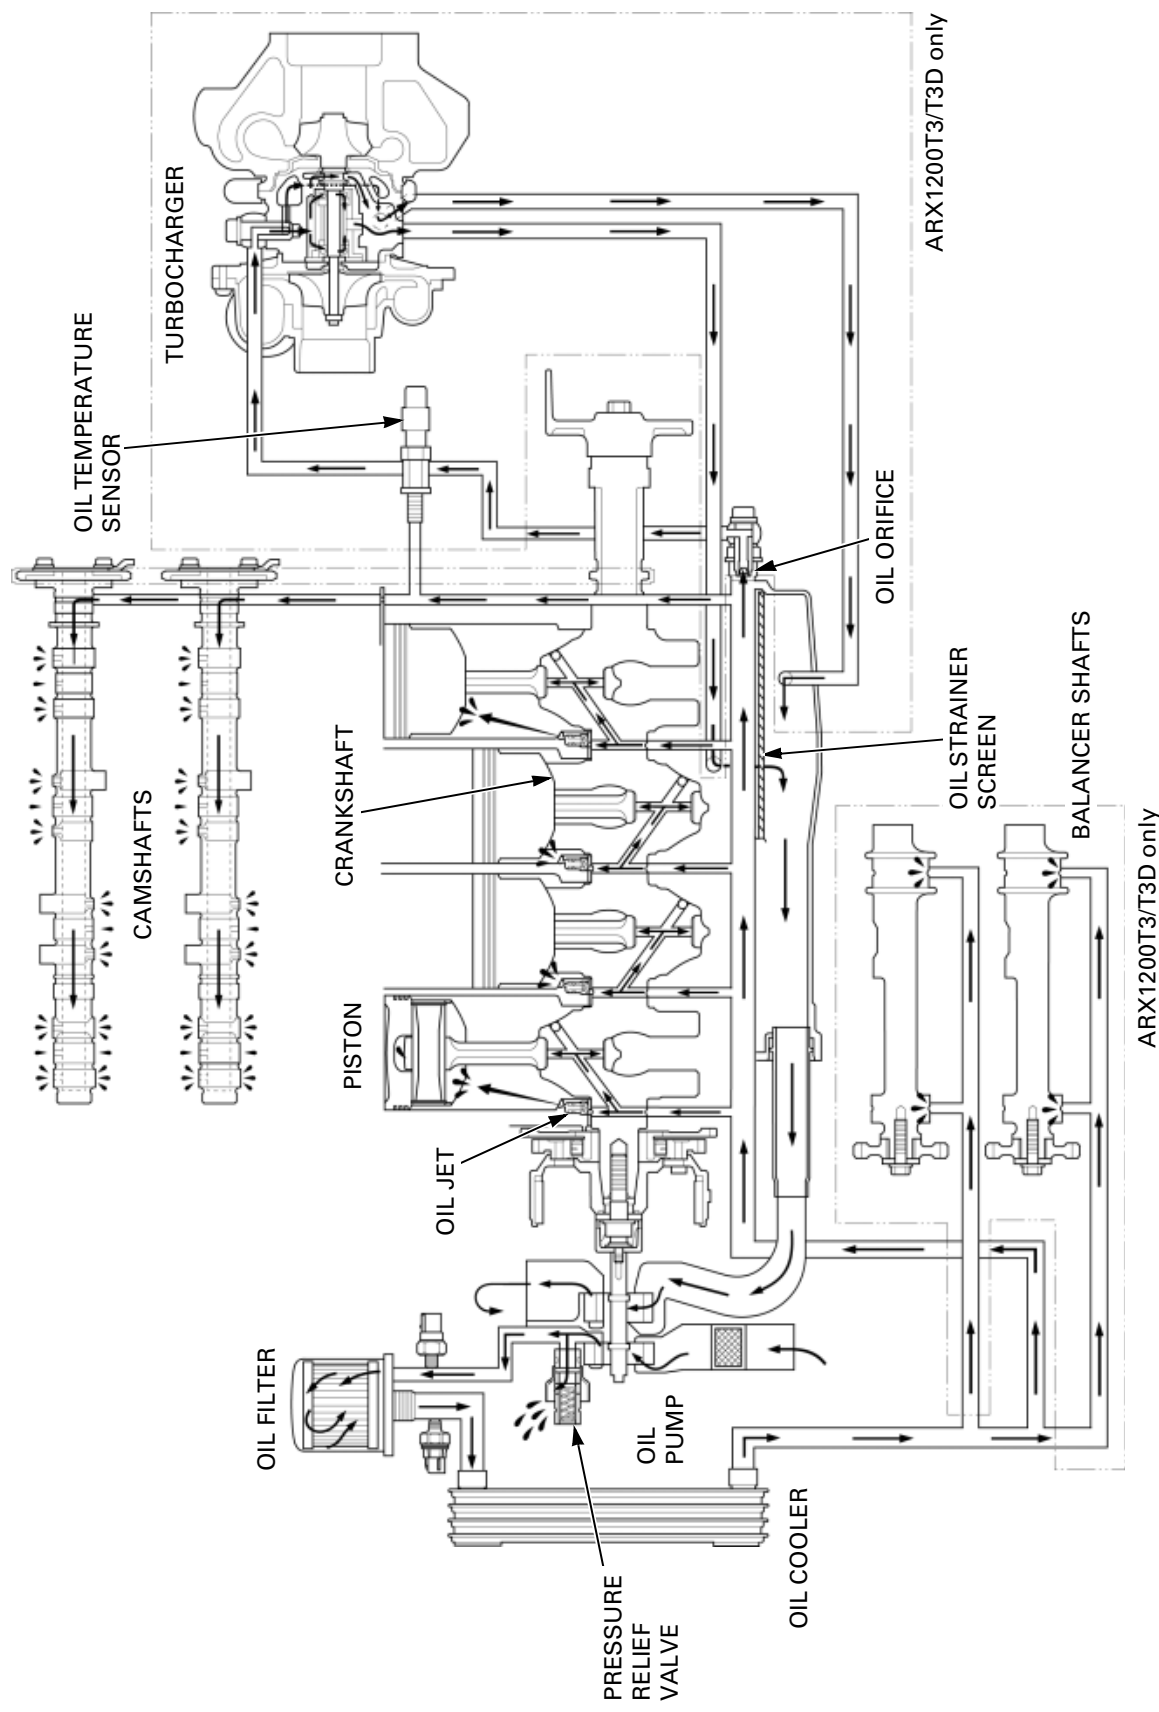 OIL TEMPERATURE
SENSOR
TURBOCHARGER
ARX1200T3/T3D only
CAMSHAFTS
CRANKSHAFT
PISTON
OIL JET
OIL ORIFICE
OIL STRAINER
SCREEN
BALANCER SHAFTS
ARX1200T3/T3D only
OIL FILTER
OIL
PUMP
PRESSURE
RELIEF
VALVE
OIL COOLER